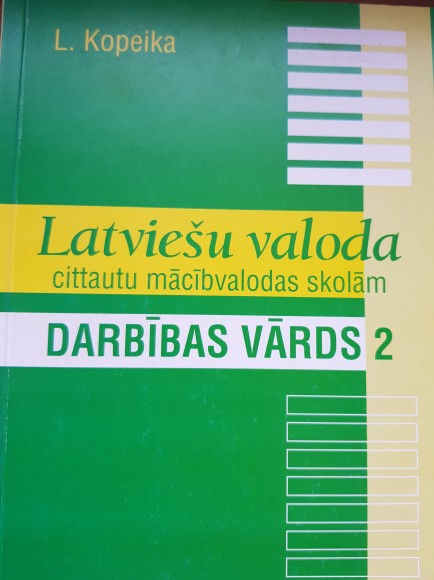 L. Kopeika
Latviešu valoda
cittautu mācībvalodas skolām
DARBĪBAS VĀRDS 2